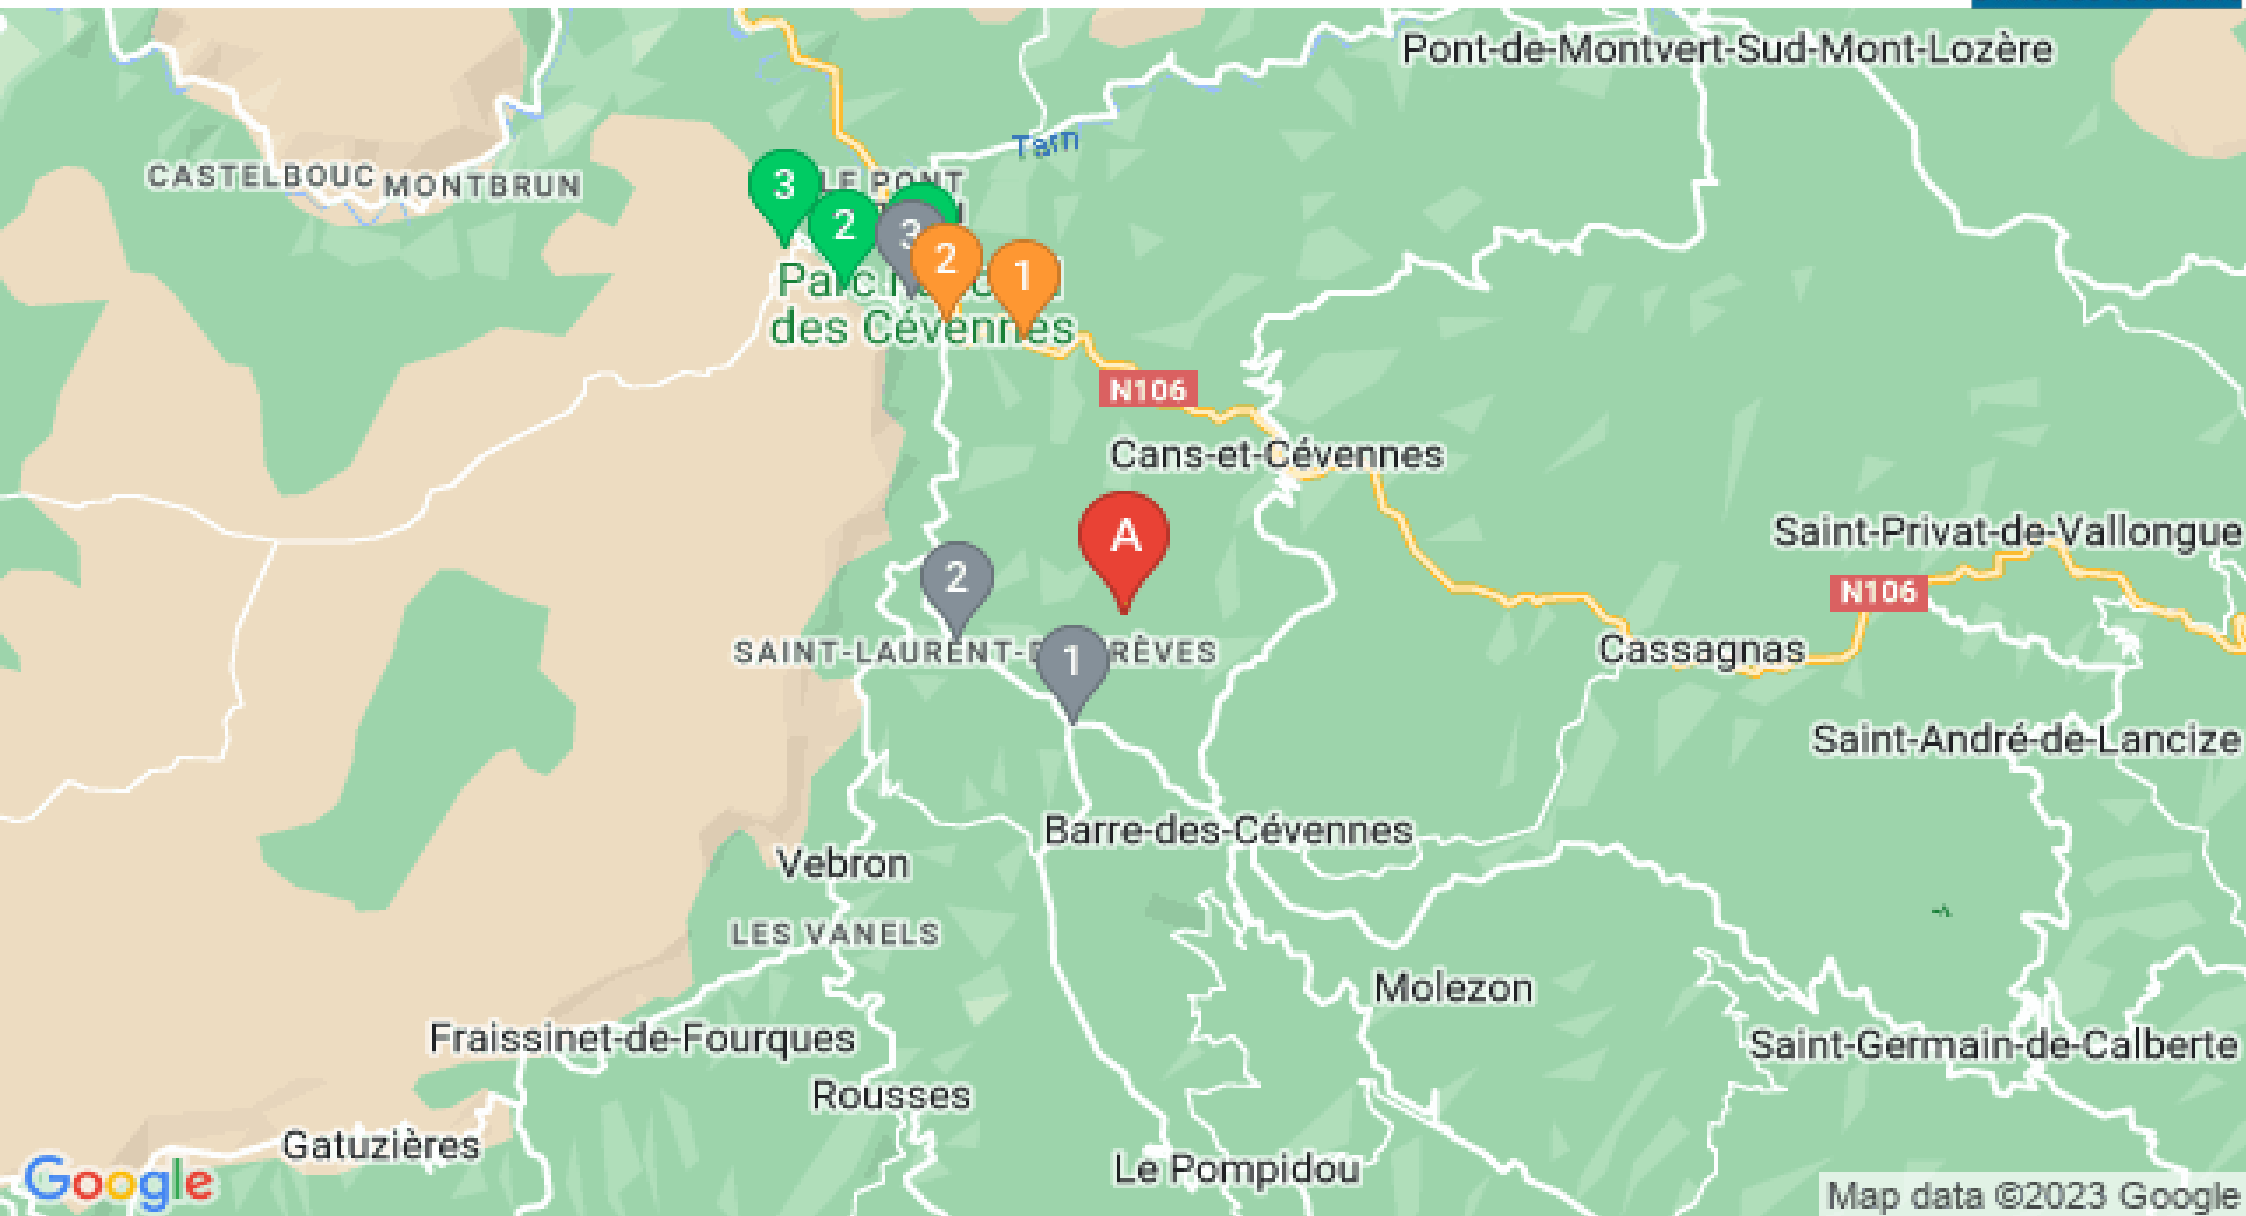 Pont-de-Montvert-Sud-Mont-Lozère
Tarn
CASTELBOUC
MONTBRUN
LE PONT
3
2
3
2
1
Parc
des Cévennes
N106
Cans-et-Cévennes
A
Saint-Privat-de-Vallongue
2
N106
SAINT-LAURENT-
RÈVES
1
Cassagnas
Saint-André-de-Lancize
Barre-des-Cévennes
Vebron
LES VANELS
Molezon
Fraissinet-de-Fourques
Saint-Germain-de-Calberte
Rousses
Gatuzières
Le Pompidou
Google
Map data ©2023 Google